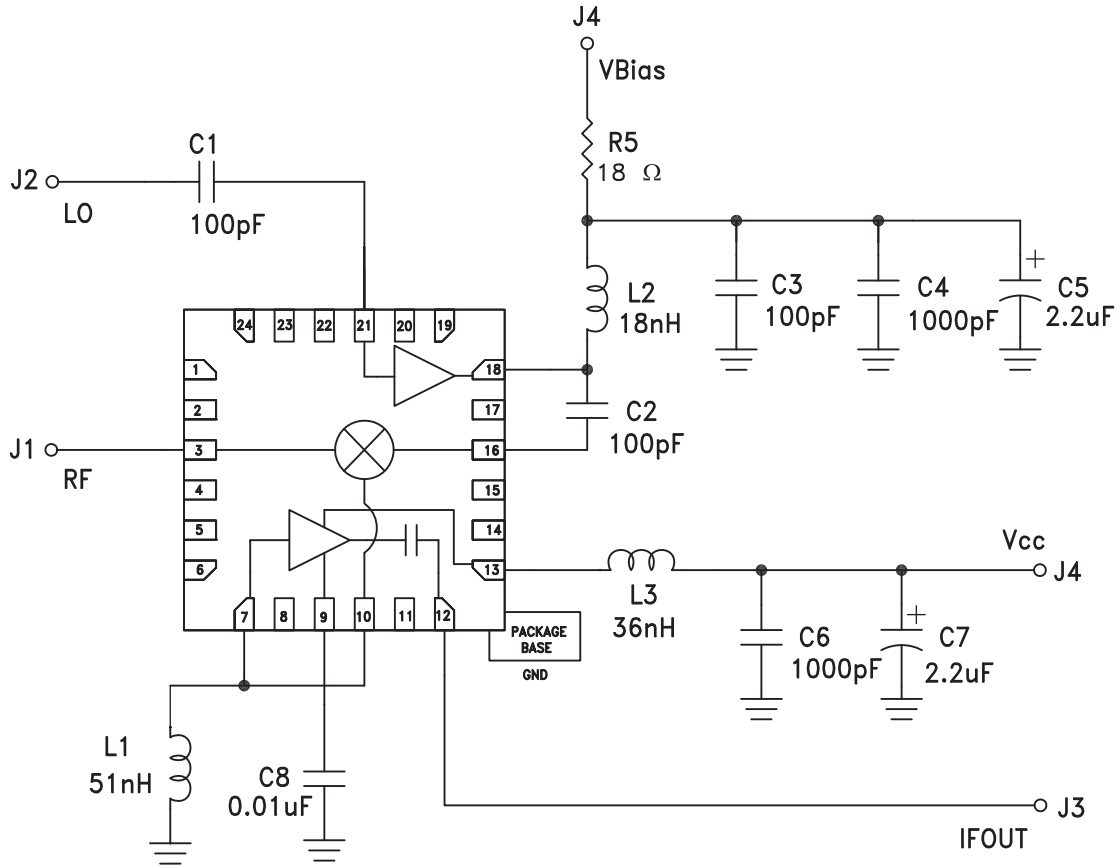 J4
VBias
R5
18 Ω
C1
J2
LO
100pF
L2
18nH
C3
100pF
C4
1000pF
+
C5
2.2uF
24
23
22
21
20
19
1
2
3
4
5
6
18
17
16
15
14
13
C2
100pF
J1
RF
7
8
9
10
11
12
PACKAGE
BASE
GND
L3
36nH
Vcc
J4
C6
1000pF
+
C7
2.2uF
L1
51nH
C8
0.01uF
J3
IFOUT